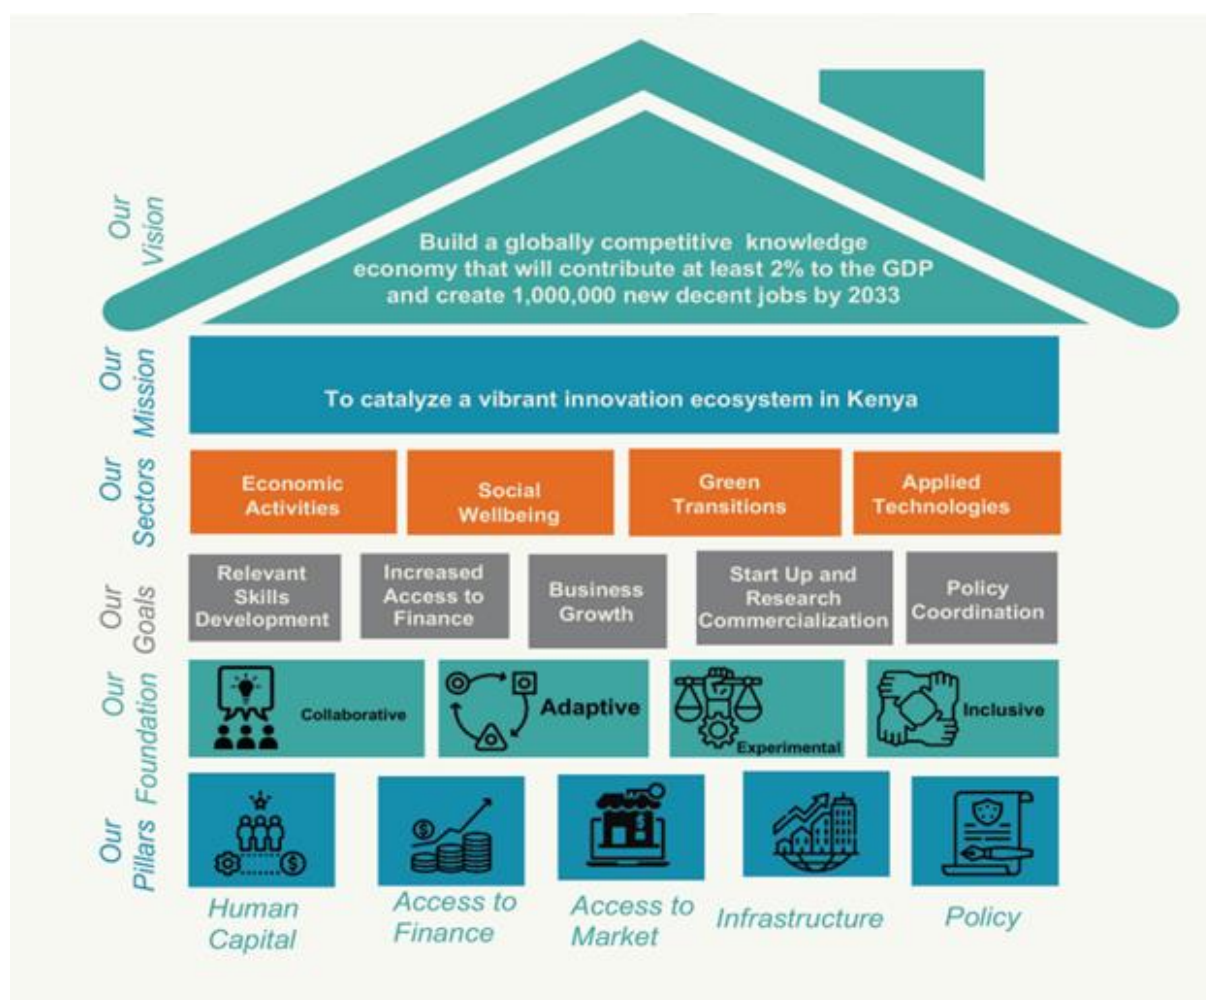 Our
Vision
Build a globally competitive knowledge
economy that will contribute at least 2% to the GDP
and create 1,000,000 new decent jobs by 2033
Our
Mission
To catalyze a vibrant innovation ecosystem in Kenya
Our
Sectors
Economic
Activities
Social
Wellbeing
Green
Transitions
Applied
Technologies
Our
Goals
Relevant
Skills
Development
Increased
Access to
Finance
Business
Growth
Start Up and
Research
Commercialization
Policy
Coordination
Our
Foundation
Collaborative
Adaptive
Experimental
Inclusive
Our
Pillars
$
$
$
Human
Capital
Access to
Finance
Access to
Market
Infrastructure
Policy